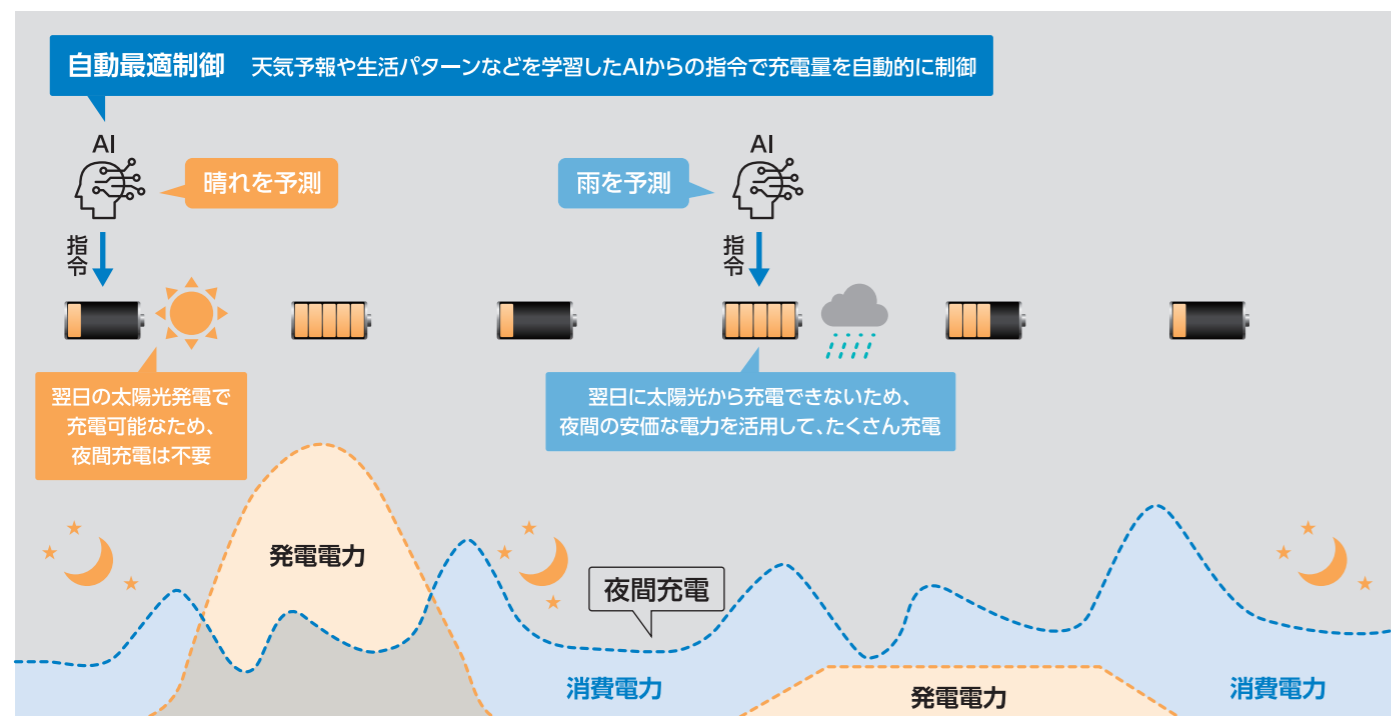 自動最適制御 天気予報や生活パターンなどを学習したAIからの指令で充電量を自動的に制御
AI
晴れを予測
指令
翌日の太陽光発電で
充電可能なため、
夜間充電は不要
雨を予測
AI
指令
翌日に太陽光から充電できないため、
夜間の安価な電力を活用して、たくさん充電
発電電力
夜間充電
消費電力
発電電力
消費電力